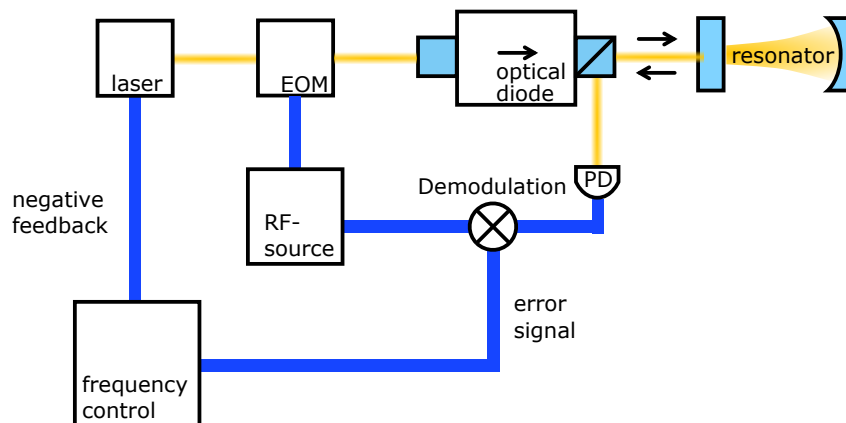 laser
EOM
optical
diode
resonator
PD
Demodulation
negative
feedback
RF-
source
error
signal
frequency
control